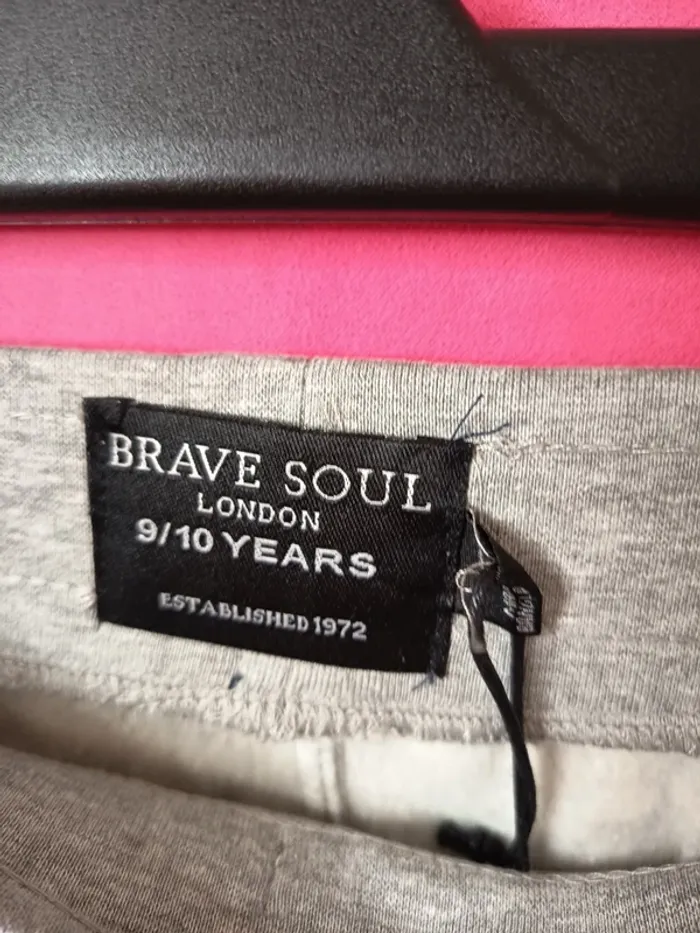 BRAVE SOUL
LONDON
9/10 YEARS
ESTABLISHED 1972